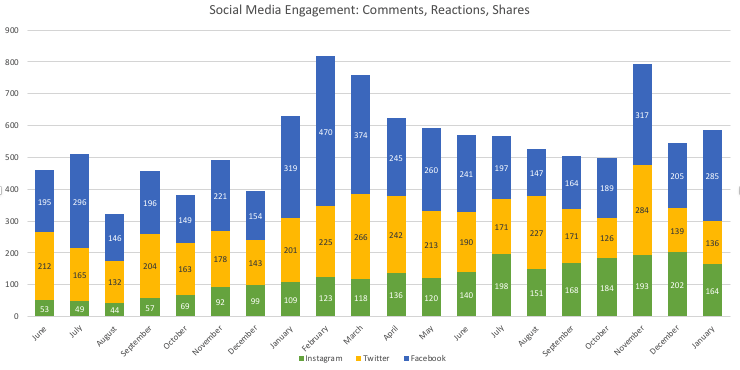 Social Media Engagement: Comments, Reactions, Shares
900
800
700
600
500
400
300
200
100
0
195 296 146 196 149 221 154 319 470 374 245 260 241 197 147 164 189 317 205 285
212 165 132 204 163 178 143 201 225 266 242 213 190 171 227 171 126 284 139 136
53 49 44 57 69 92 99 109 123 118 136 120 140 198 151 168 184 193 202 164
June July August September October November December January February March April May June July August September October November December January
Instagram Twitter Facebook